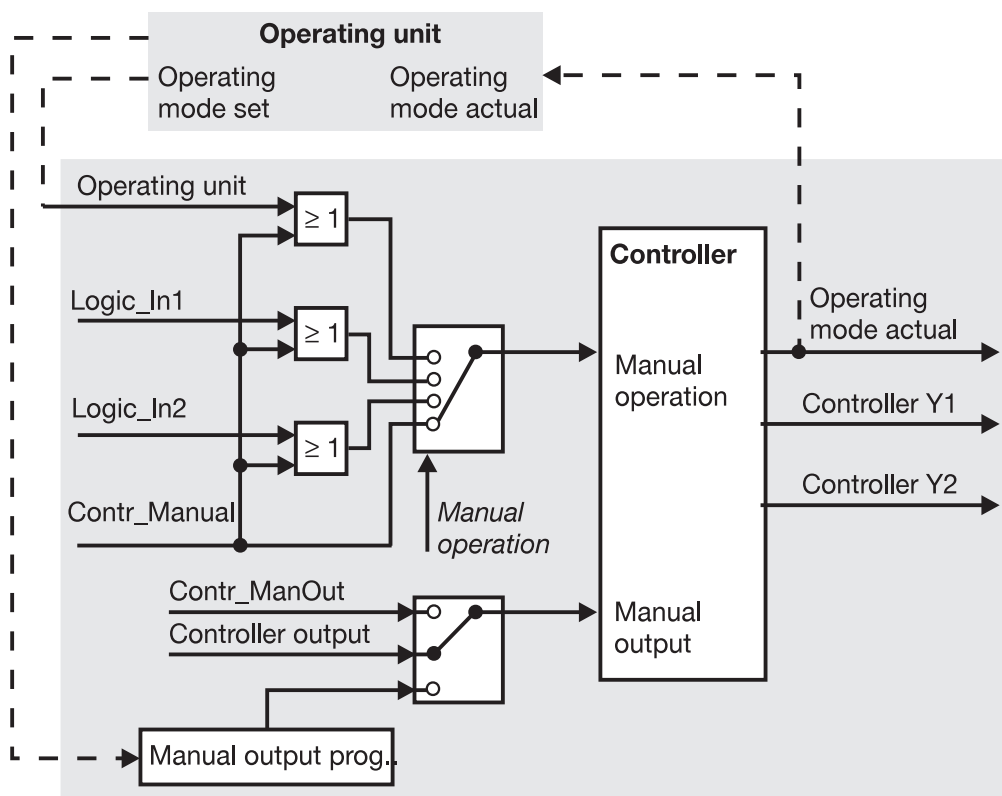 Operating unit
Operating
mode set
Operating
mode actual
Operating unit
≥ 1
Logic_In1
≥ 1
Logic_In2
≥ 1
Contr_Manual
Manual
operation
Controller
Manual
operation
Operating
mode actual
Controller Y1
Controller Y2
Contr_ManOut
Controller output
Manual
output
Manual output prog..